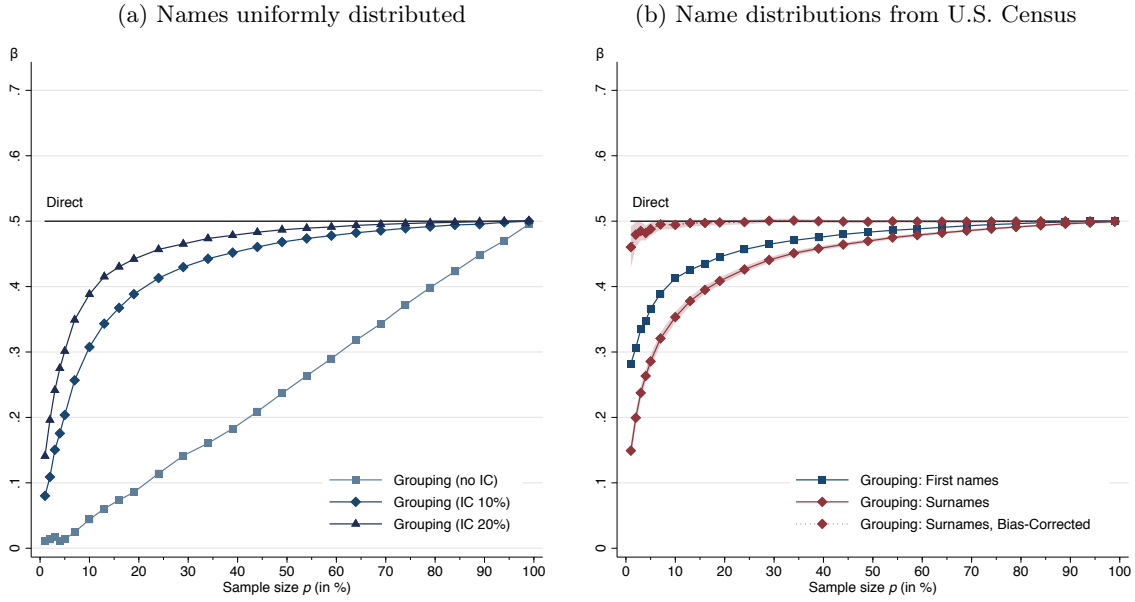 (a) Names uniformly distributed
β
.7
.6
.5
.4
.3
.2
.1
0
Direct
Grouping (no IC)
Grouping (IC 10%)
Grouping (IC 20%)
0 10 20 30 40 50 60 70 80 90 100
Sample size p (in %)
(b) Name distributions from U.S. Census
β
.7
.6
.5
.4
.3
.2
.1
0
Direct
Grouping: First names
Grouping: Surnames
Grouping: Surnames, Bias-Corrected
0 10 20 30 40 50 60 70 80 90 100
Sample size p (in %)